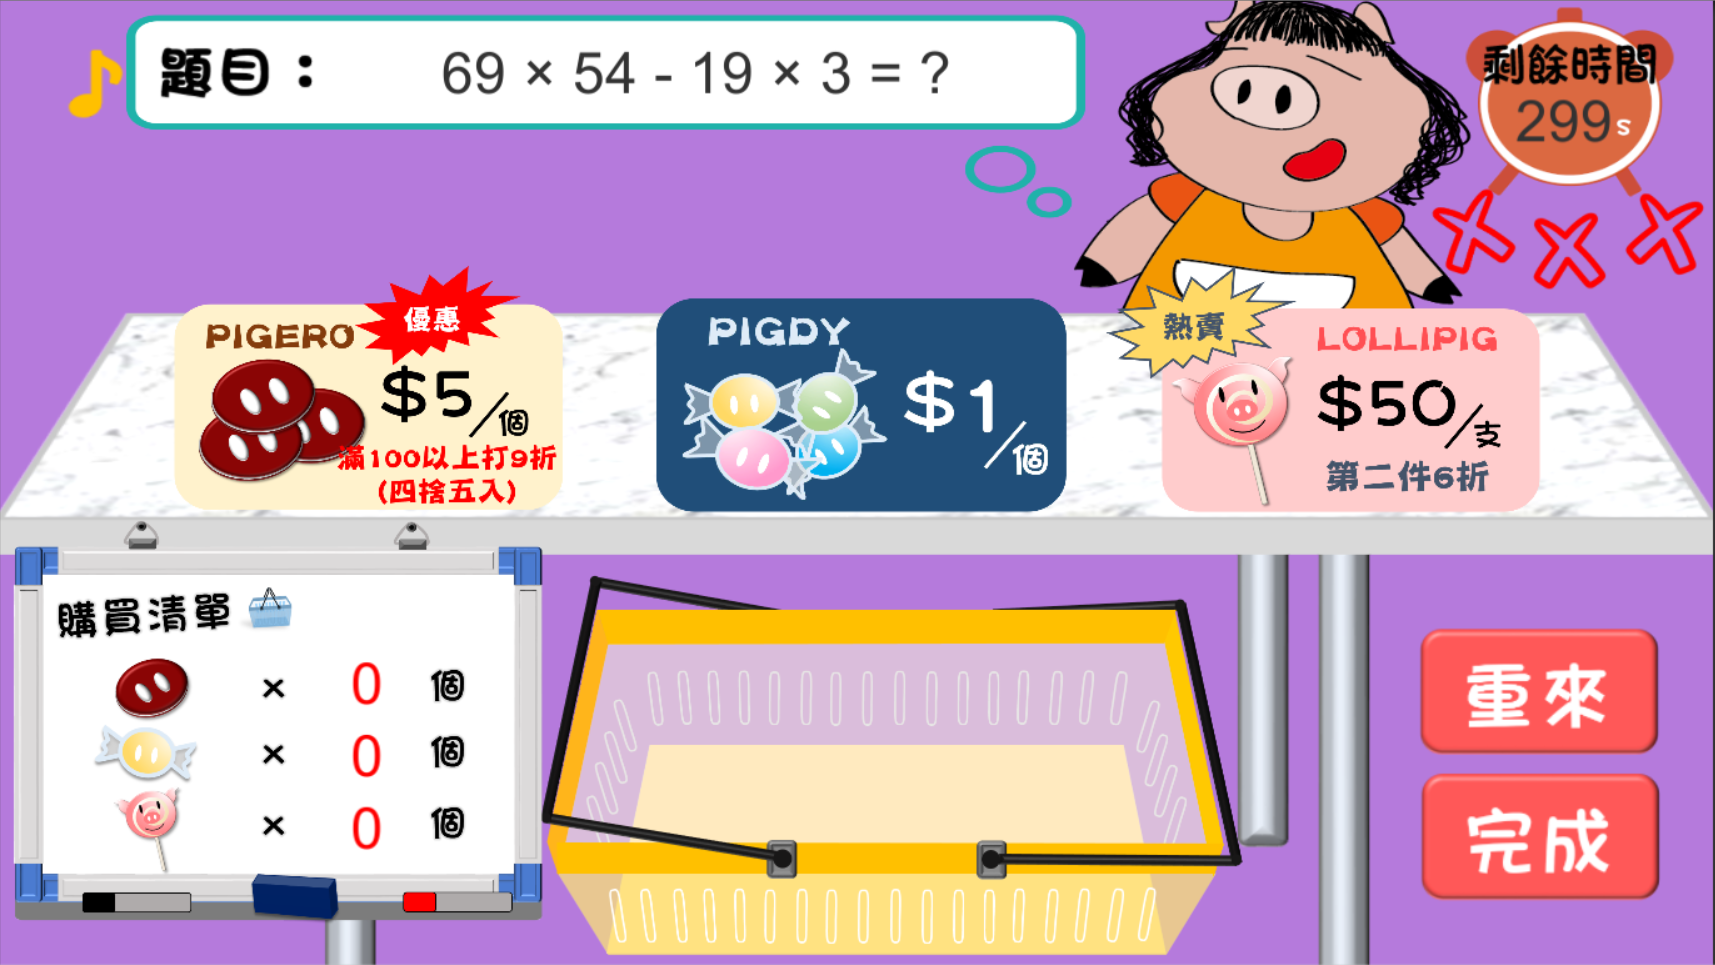 題目：
69 × 54 - 19 × 3 = ?
剩餘時間
299s
PIGERO
優惠
$5/個
滿100以上打9折
(四捨五入)
PIGDY
$1/個
熱賣
LOLLIPIG
$50/支
第二件6折
購買清單
× 0 個
× 0 個
× 0 個
重來
完成